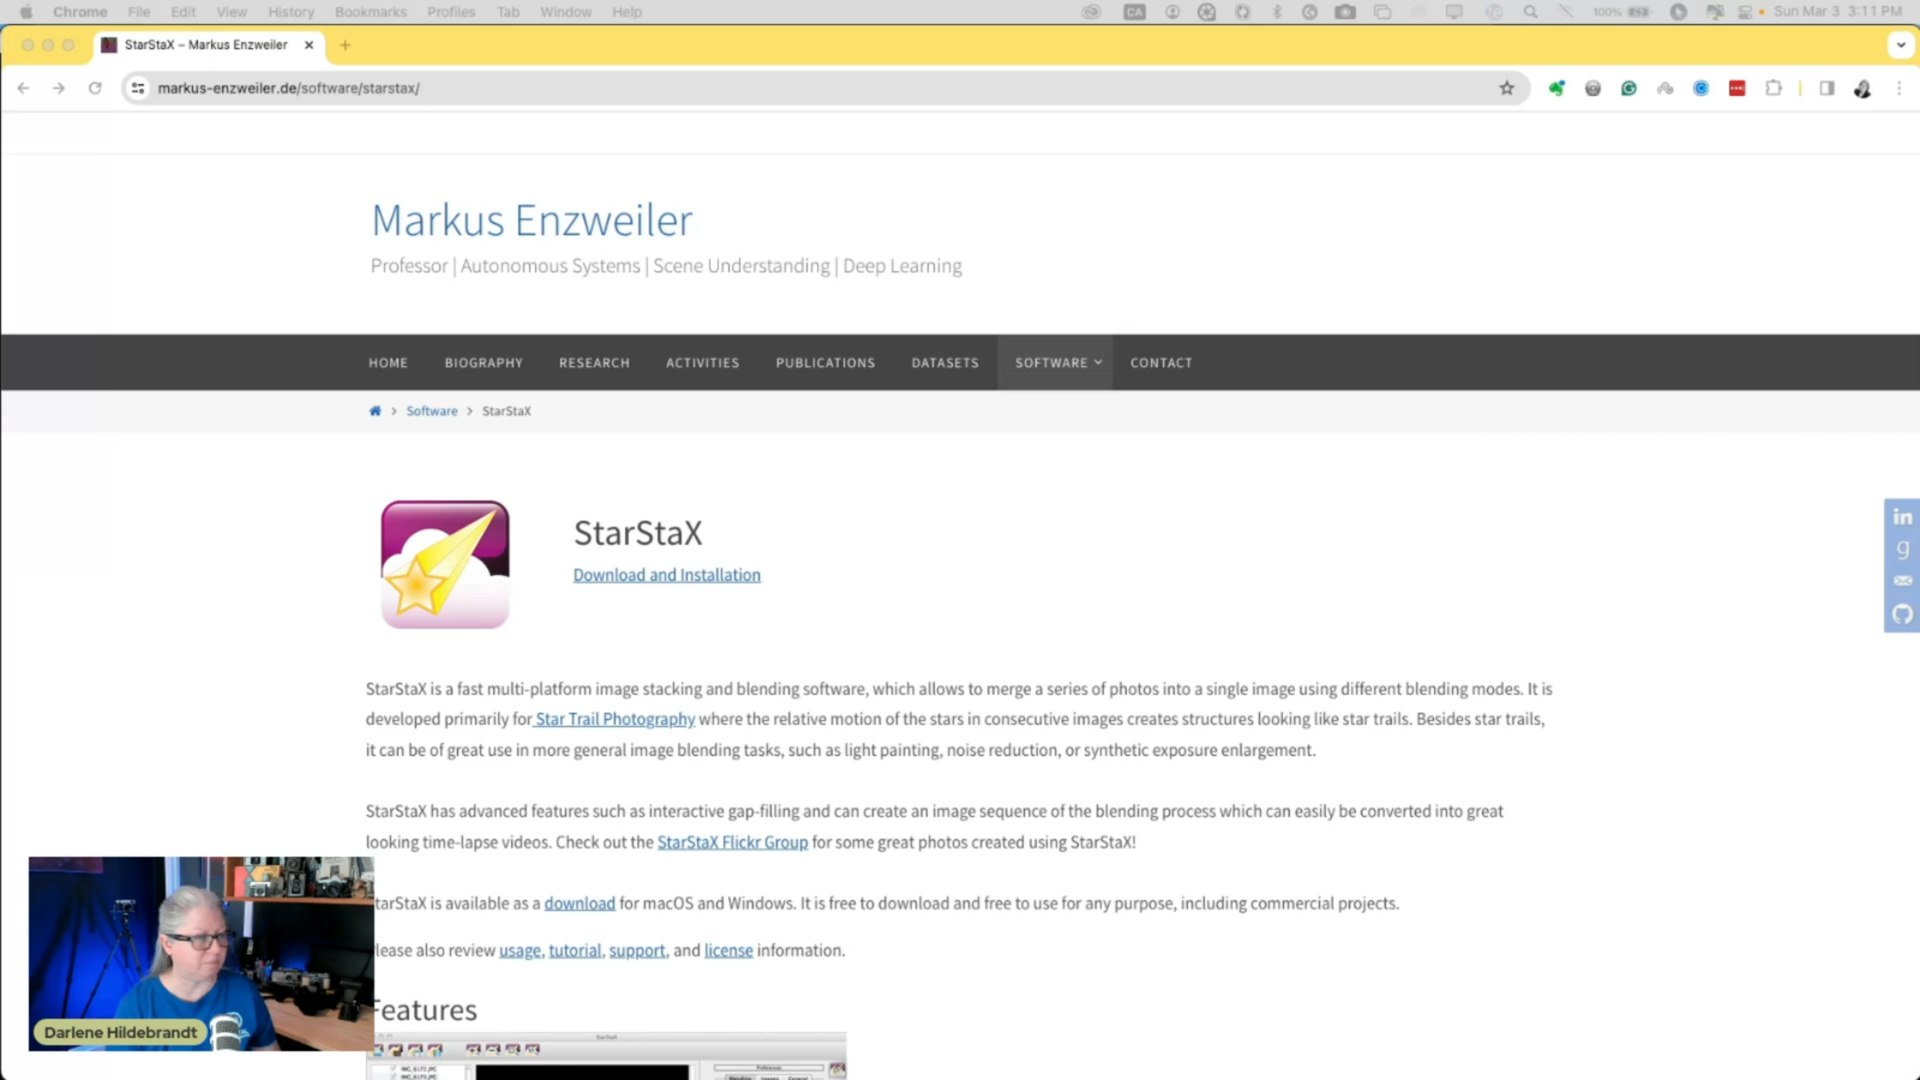 Chrome File Edit View History Bookmarks Profiles Tab Window Help CA 100% Sun Mar 3 3:11 PM
StarStaX – Markus Enzweiler
markus-enzweiler.de/software/starstax/
Markus Enzweiler
Professor | Autonomous Systems | Scene Understanding | Deep Learning
HOME BIOGRAPHY RESEARCH ACTIVITIES PUBLICATIONS DATASETS SOFTWARE CONTACT
> Software > StarStaX
StarStaX
Download and Installation
in
g
StarStaX is a fast multi-platform image stacking and blending software, which allows to merge a series of photos into a single image using different blending modes. It is
developed primarily for Star Trail Photography where the relative motion of the stars in consecutive images creates structures looking like star trails. Besides star trails,
it can be of great use in more general image blending tasks, such as light painting, noise reduction, or synthetic exposure enlargement.
StarStaX has advanced features such as interactive gap-filling and can create an image sequence of the blending process which can easily be converted into great
looking time-lapse videos. Check out the StarStaX Flickr Group for some great photos created using StarStaX!
tarStaX is available as a download for macOS and Windows. It is free to download and free to use for any purpose, including commercial projects.
lease also review usage, tutorial, support, and license information.
Features
Darlene Hildebrandt
StarStaX
Preferences
Blending Images General